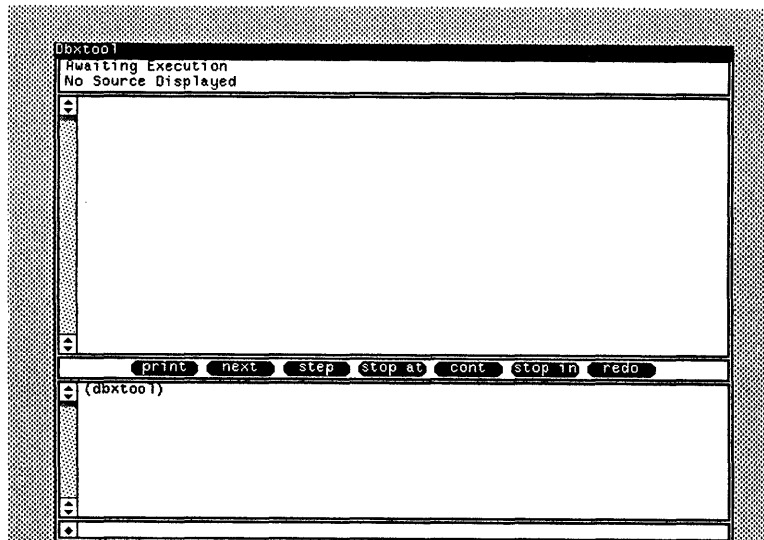 Dbxtool
Awaiting Execution
No Source Displayed
print next step stop at cont stop in redo
(dbxtool)